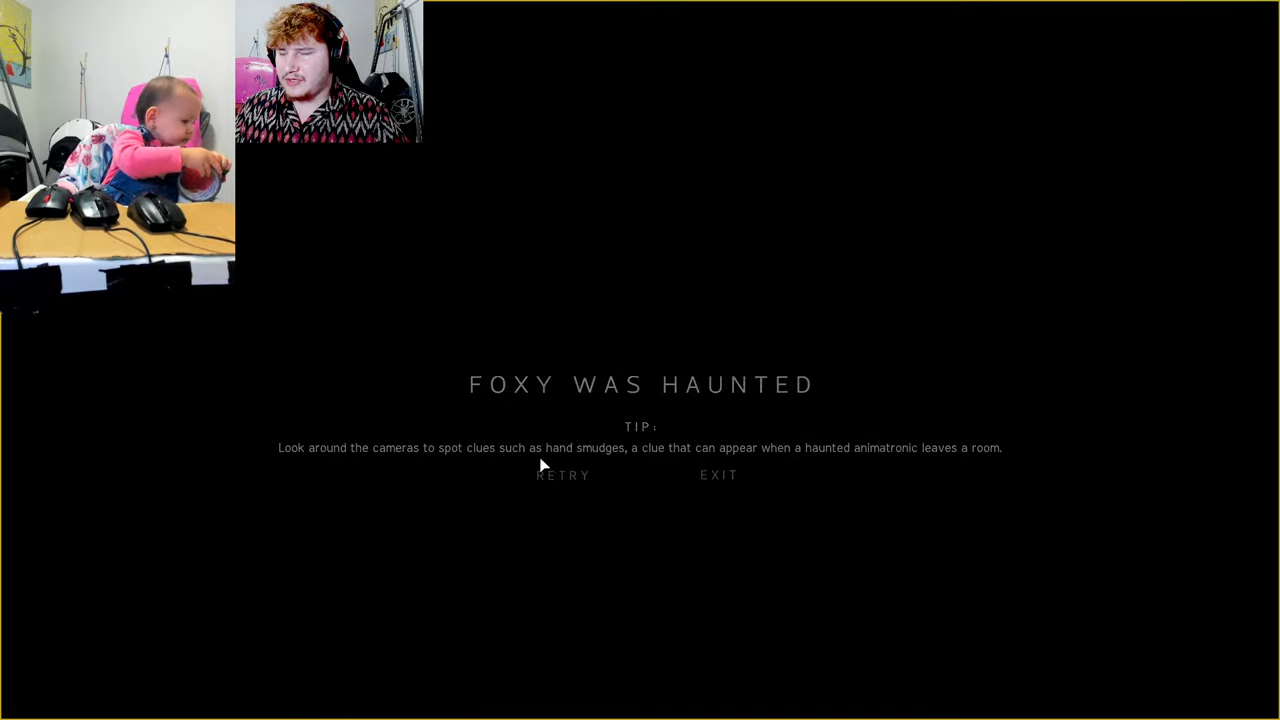 FOXY WAS HAUNTED
TIP:
Look around the cameras to spot clues such as hand smudges, a clue that can appear when a haunted animatronic leaves a room.
RETRY EXIT